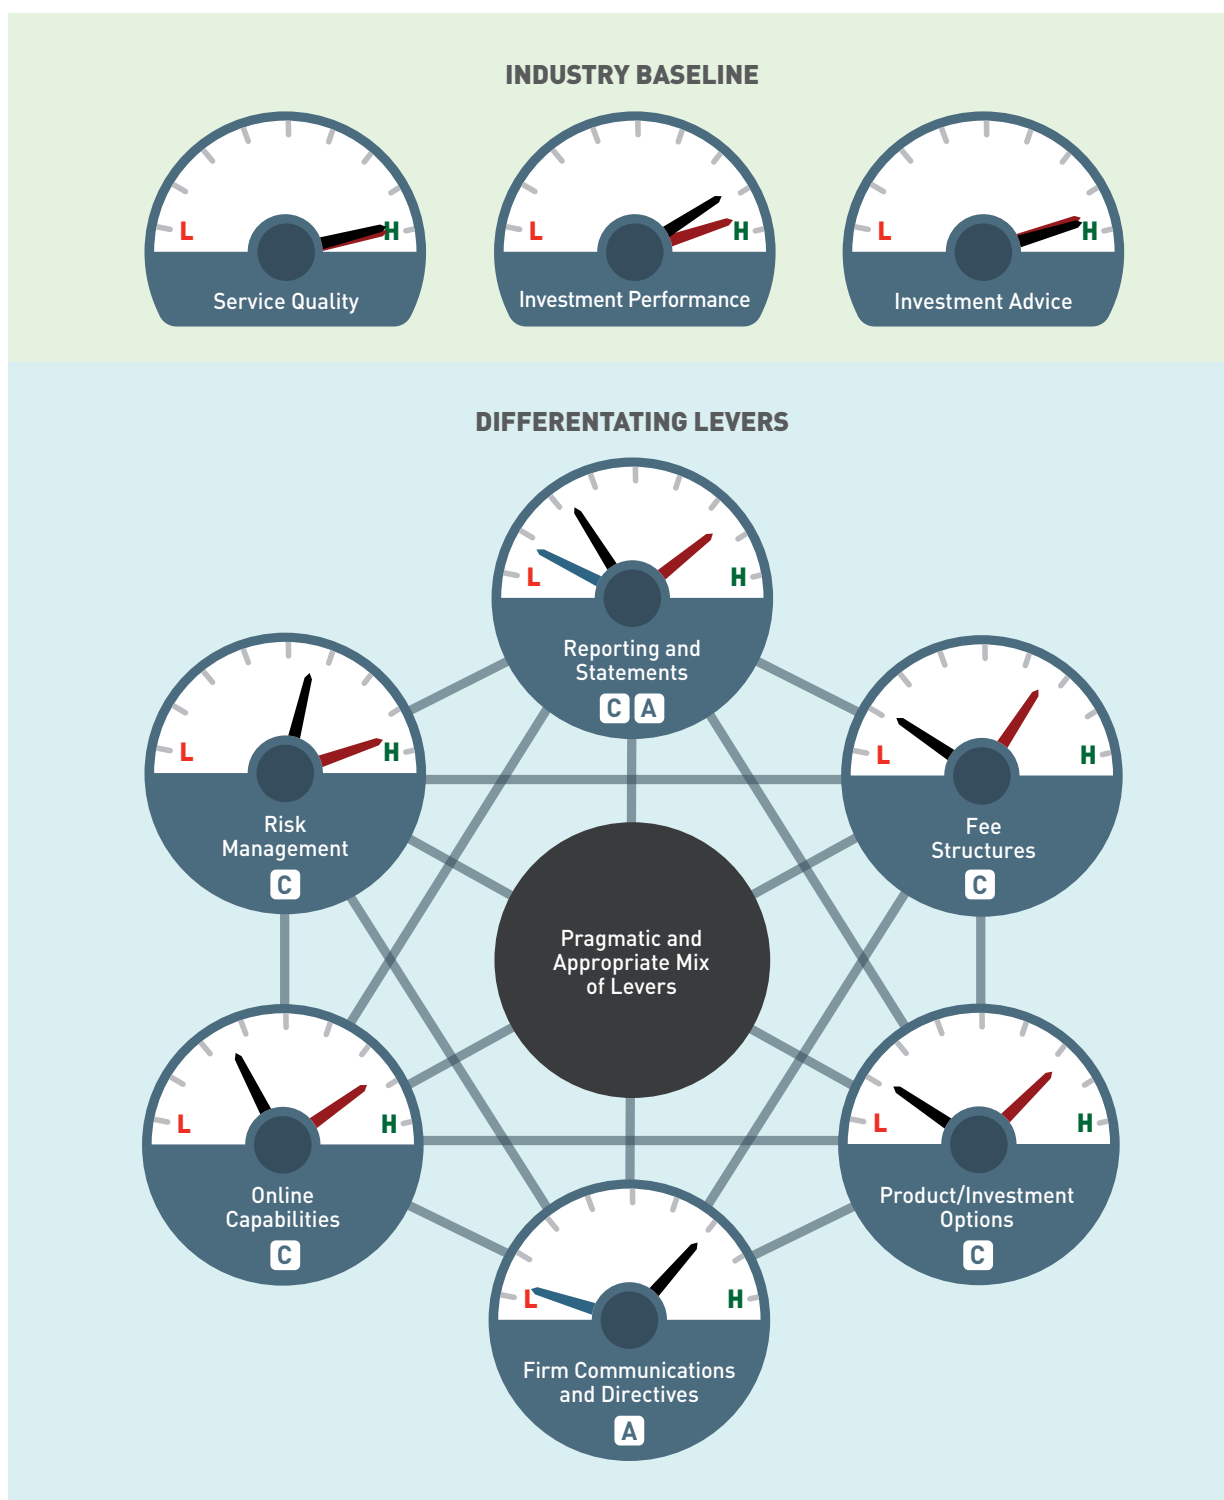 INDUSTRY BASELINE
L H
Service Quality
L H
Investment Performance
L H
Investment Advice
DIFFERENTATING LEVERS
L H
Reporting and
Statements
C A
L H
Risk
Management
C
L H
Fee
Structures
C
Pragmatic and
Appropriate Mix
of Levers
L H
Online
Capabilities
C
L H
Product/Investment
Options
C
L H
Firm Communications
and Directives
A